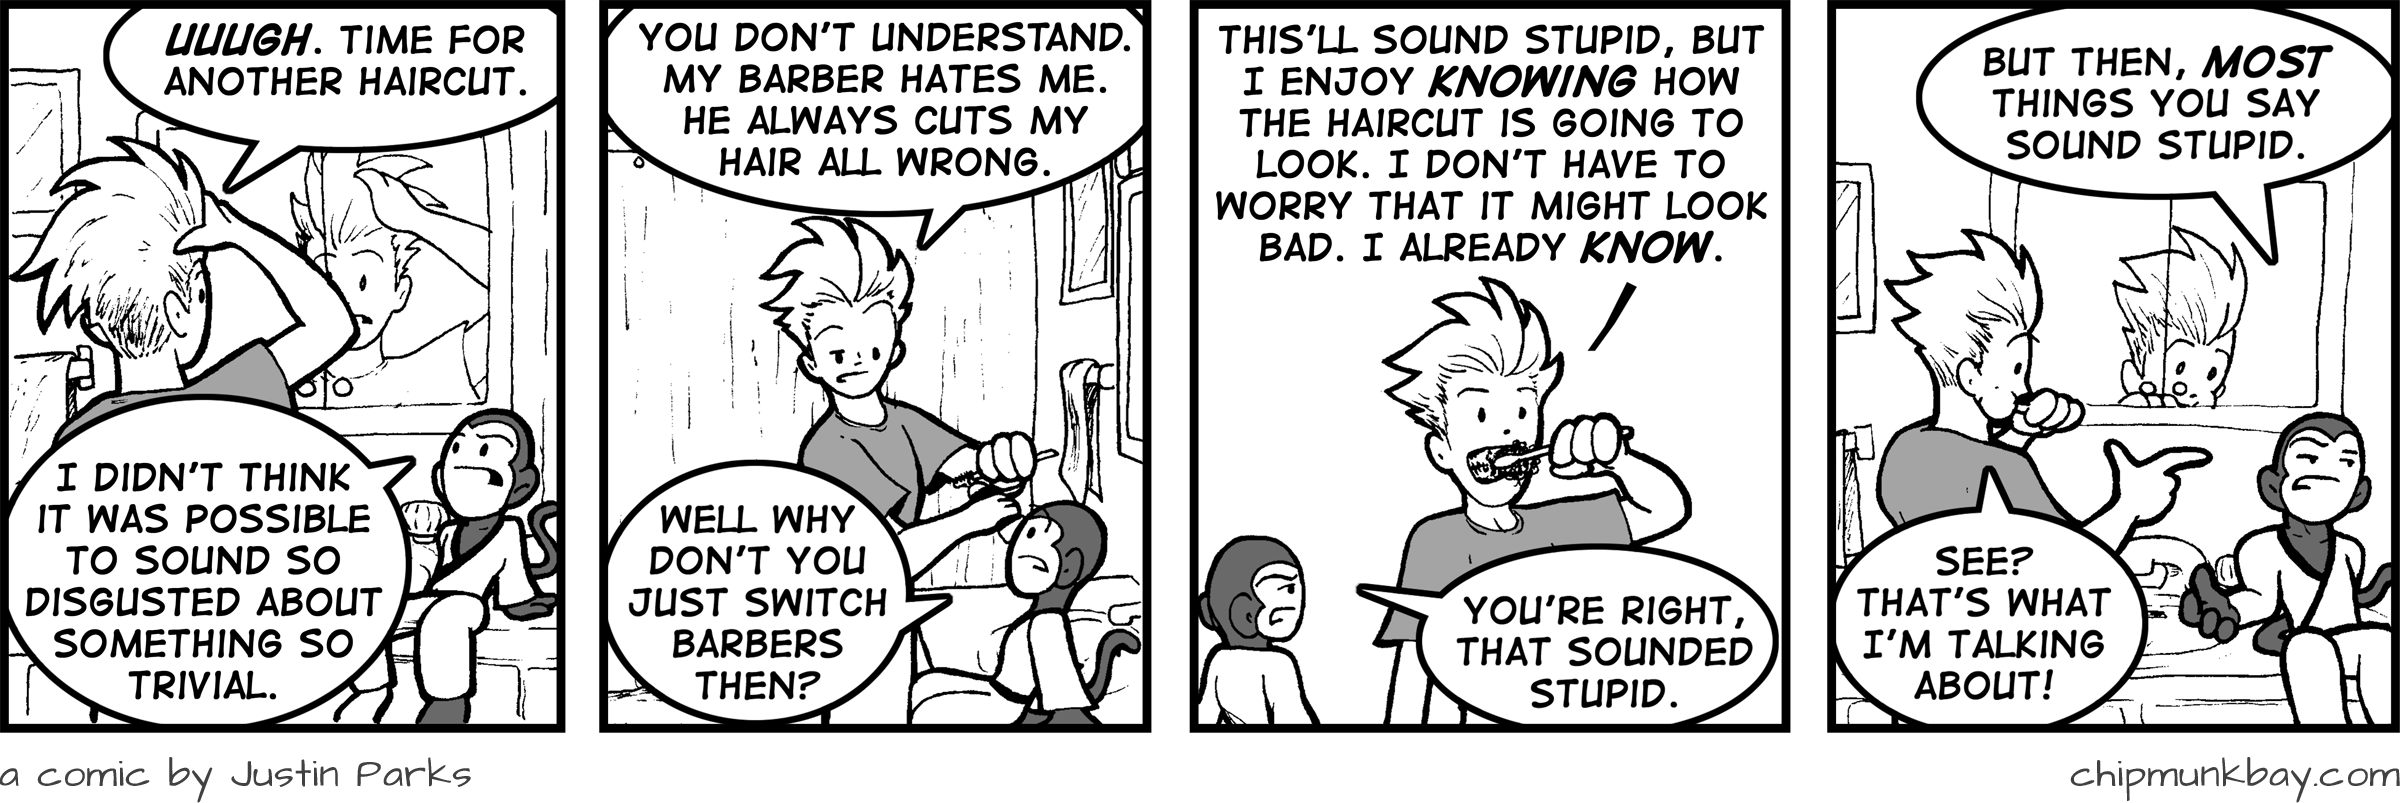 UUUGH. TIME FOR
ANOTHER HAIRCUT.
I DIDN'T THINK
IT WAS POSSIBLE
TO SOUND SO
DISGUSTED ABOUT
SOMETHING SO
TRIVIAL.
YOU DON'T UNDERSTAND.
MY BARBER HATES ME.
HE ALWAYS CUTS MY
HAIR ALL WRONG.
WELL WHY
DON'T YOU
JUST SWITCH
BARBERS
THEN?
THIS'LL SOUND STUPID, BUT
I ENJOY KNOWING HOW
THE HAIRCUT IS GOING TO
LOOK. I DON'T HAVE TO
WORRY THAT IT MIGHT LOOK
BAD. I ALREADY KNOW.
YOU'RE RIGHT,
THAT SOUNDED
STUPID.
BUT THEN, MOST
THINGS YOU SAY
SOUND STUPID.
SEE?
THAT'S WHAT
I'M TALKING
ABOUT!
a comic by Justin Parks
chipmunkbay.com